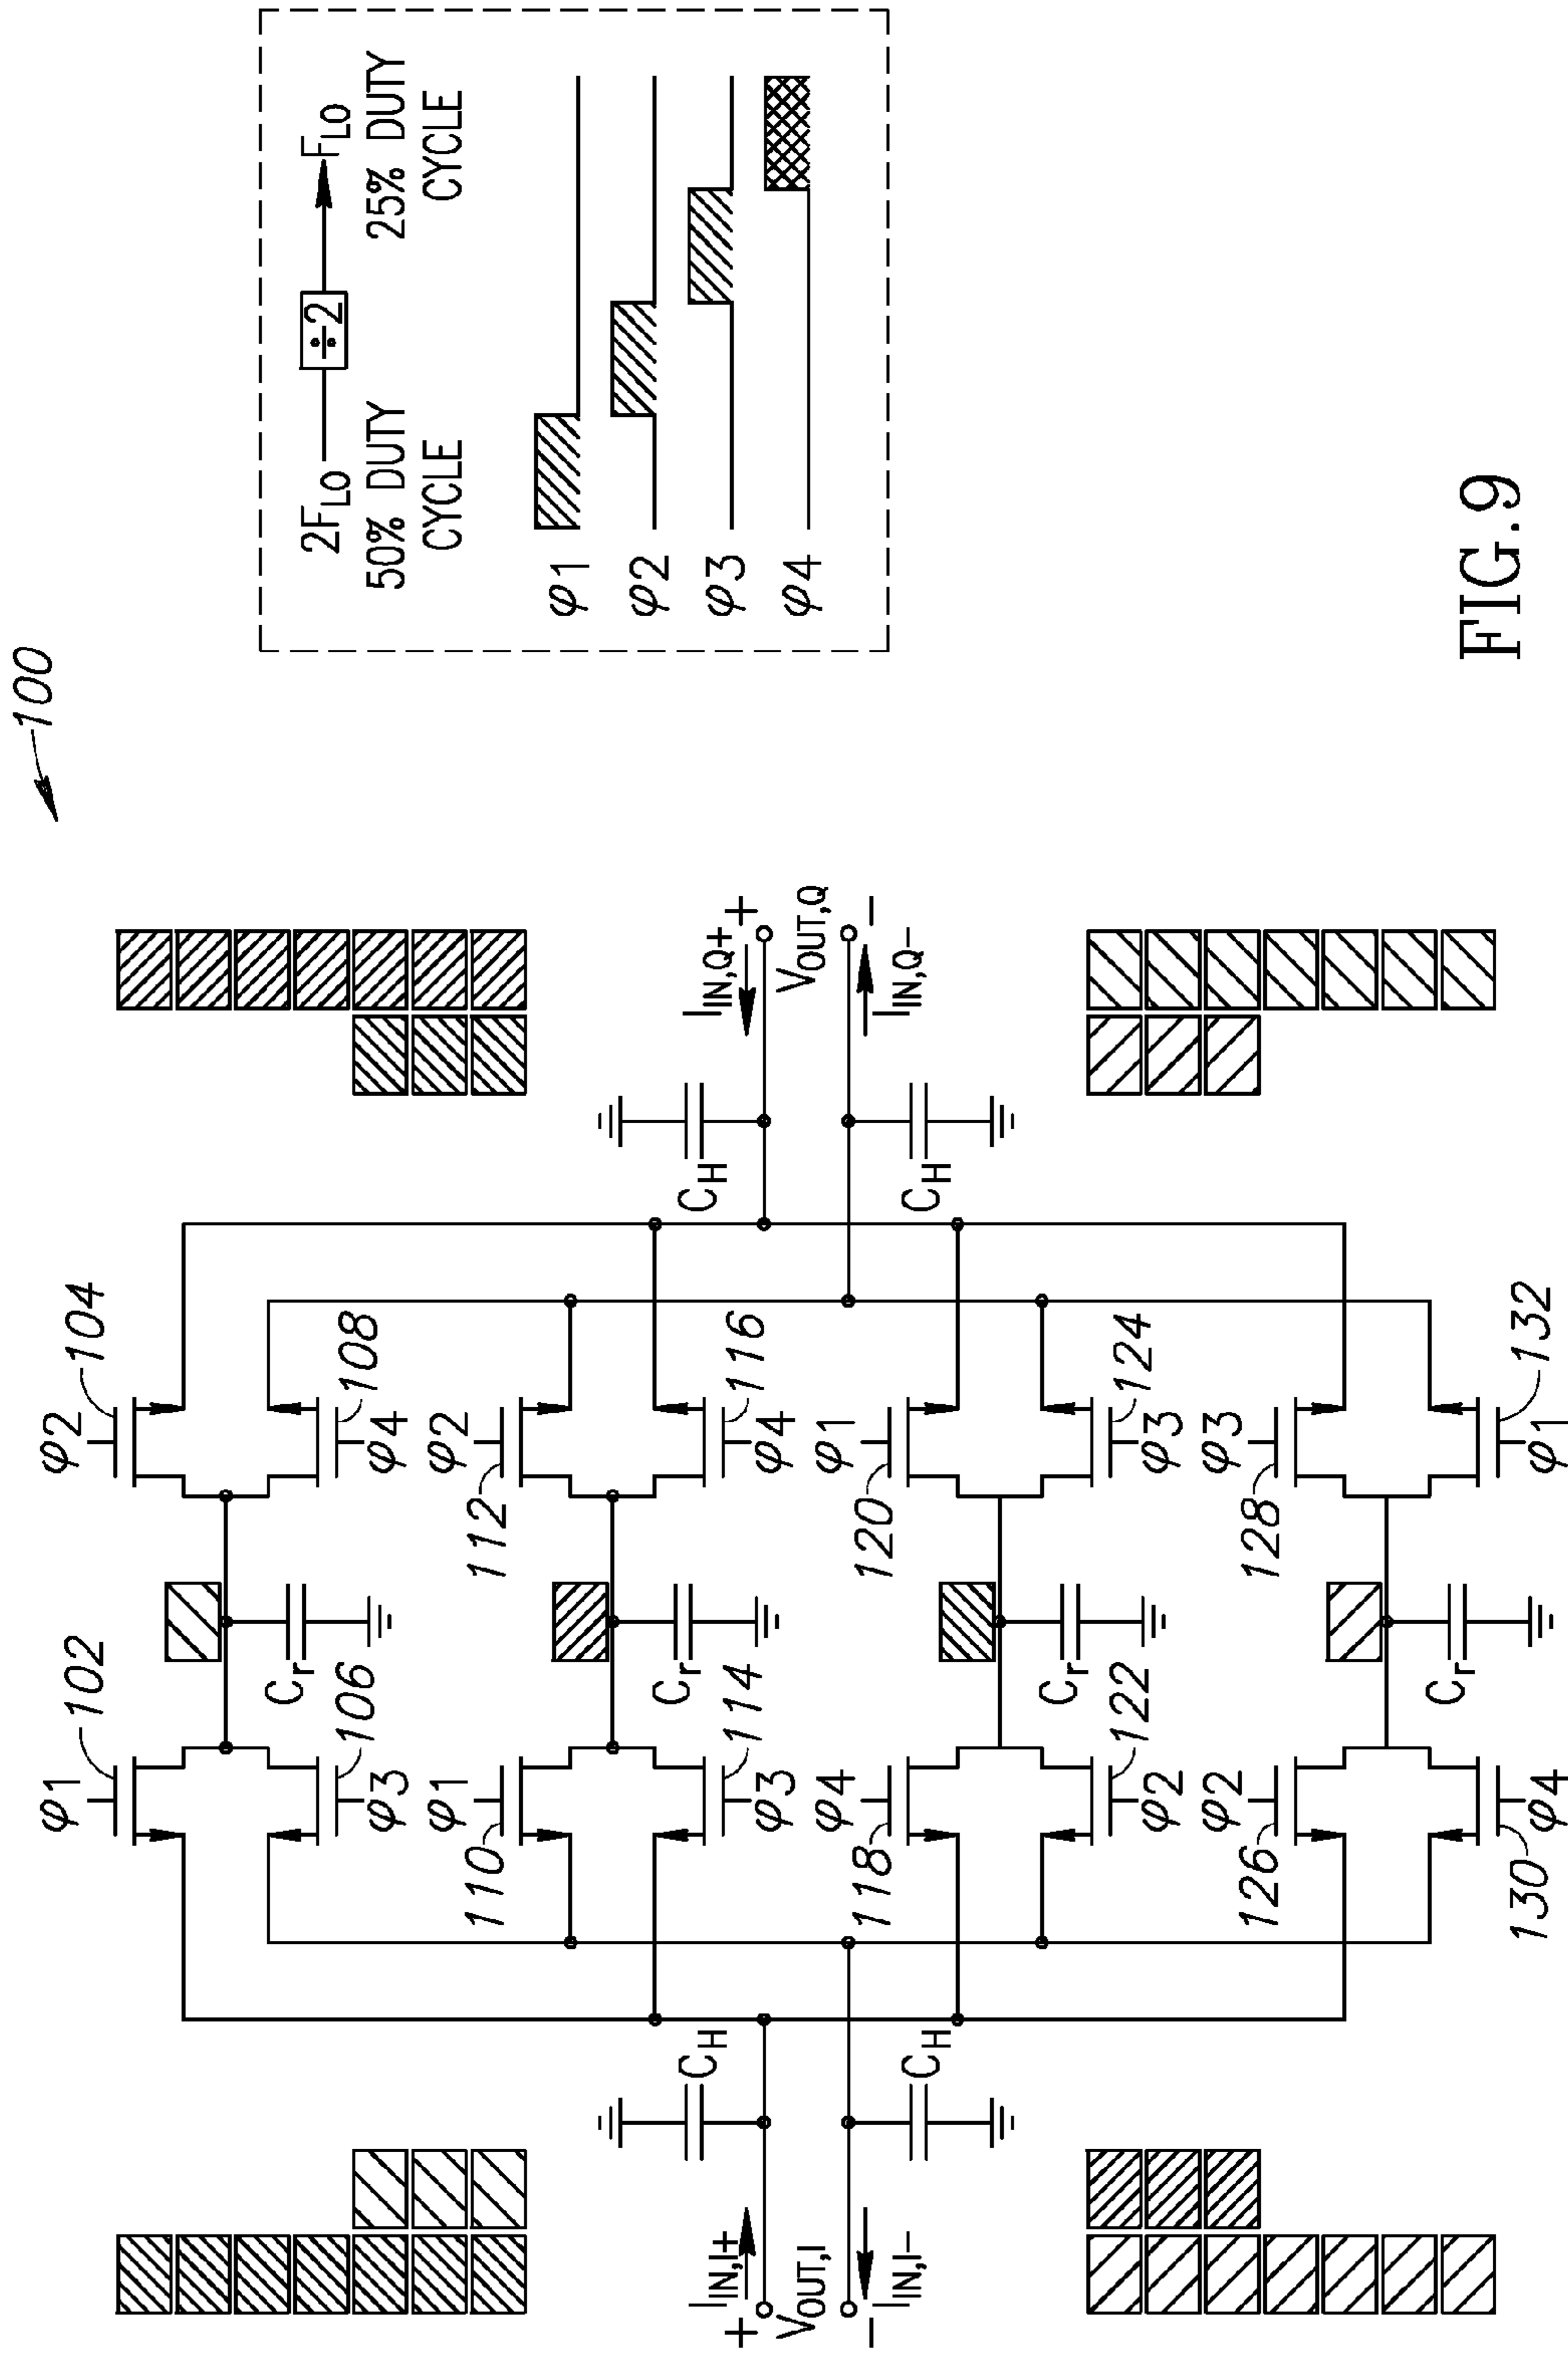 100
φ1
φ2
102
104
2F_LO ÷2 F_LO
50% DUTY
CYCLE
25% DUTY
CYCLE
φ1
φ2
φ3
φ4
C_r
106
108
φ3
φ4
φ1
φ2
110
112
C_r
114
116
φ3
φ4
C_H
C_H
I_IN,I+
I_IN,Q+
+
+
V_OUT,I
V_OUT,Q
−
−
I_IN,I−
I_IN,Q−
C_H
C_H
φ4
φ1
118
120
C_r
122
124
φ2
φ3
φ2
φ3
126
128
C_r
130
132
φ4
φ1
FIG.9